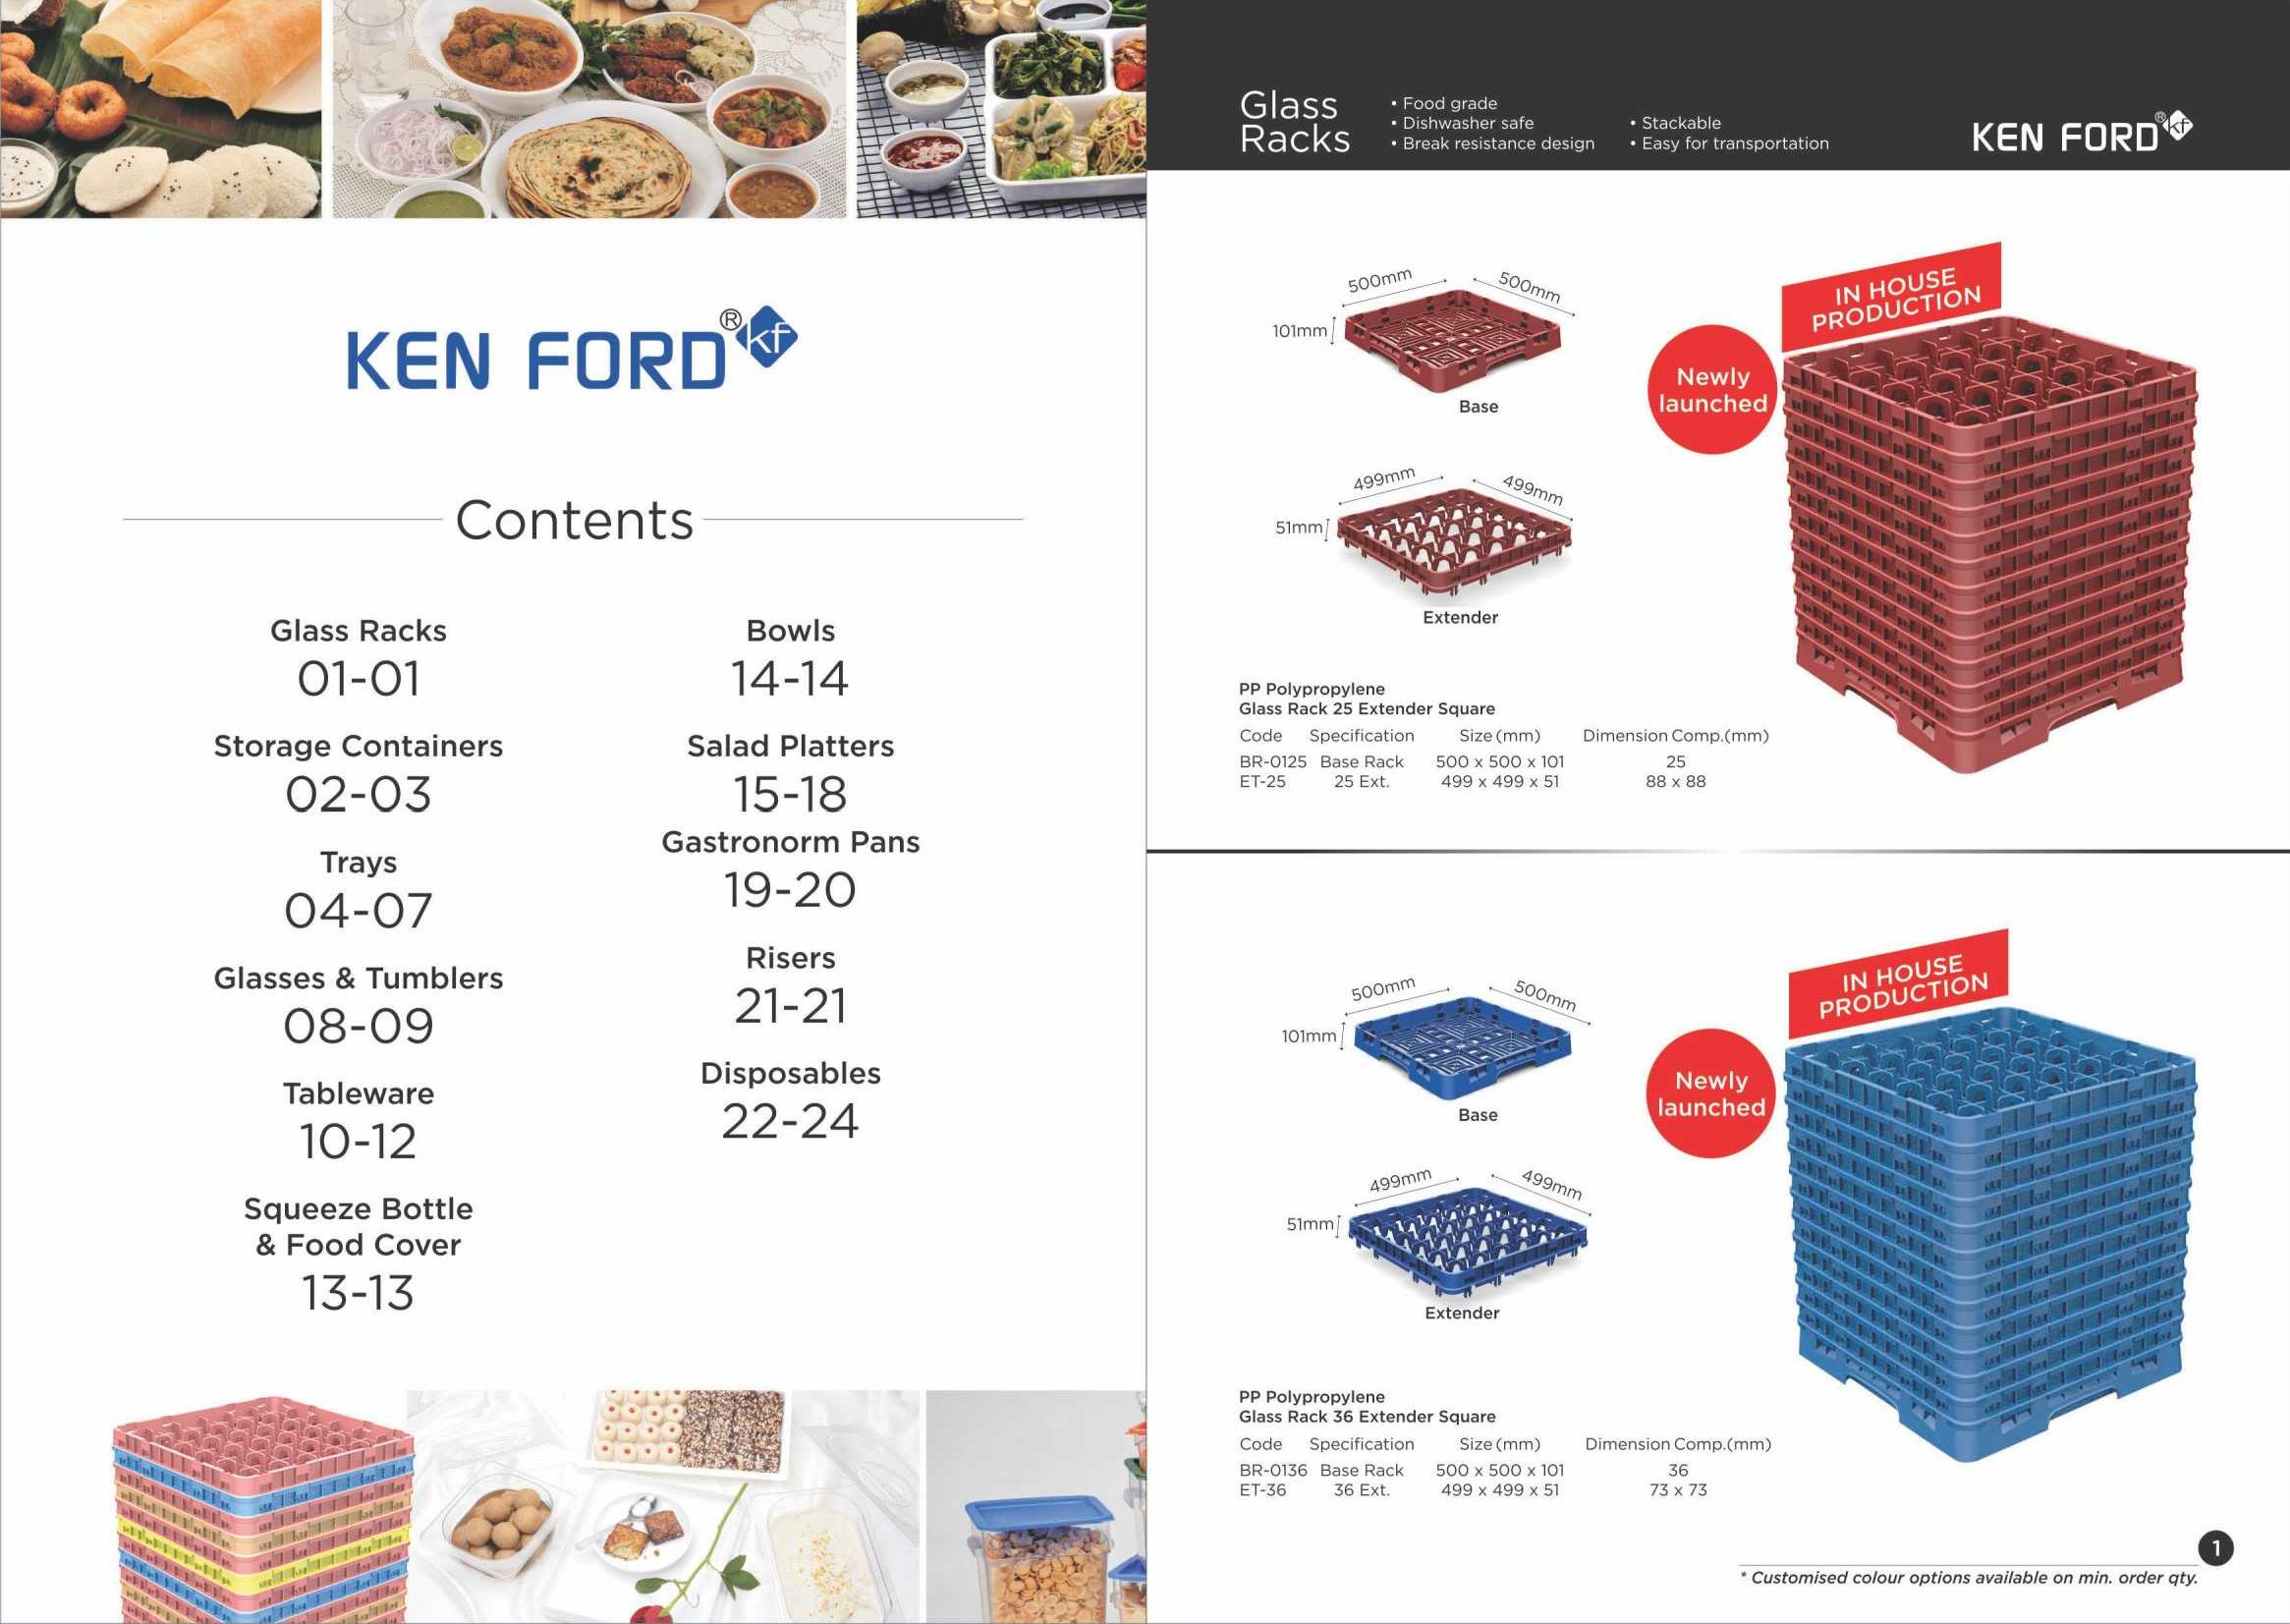 KEN FORD® kf
Contents
Glass Racks
01-01
Storage Containers
02-03
Trays
04-07
Glasses & Tumblers
08-09
Tableware
10-12
Squeeze Bottle
& Food Cover
13-13
Bowls
14-14
Salad Platters
15-18
Gastronorm Pans
19-20
Risers
21-21
Disposables
22-24
Glass
Racks
• Food grade
• Dishwasher safe
• Break resistance design
• Stackable
• Easy for transportation
KEN FORD® kf
500mm
500mm
101mm
Base
499mm
499mm
51mm
Extender
IN HOUSE
PRODUCTION
Newly
launched
PP Polypropylene
Glass Rack 25 Extender Square
Code Specification Size (mm) Dimension Comp.(mm)
BR-0125 Base Rack 500 x 500 x 101 25
ET-25 25 Ext. 499 x 499 x 51 88 x 88
500mm
500mm
101mm
Base
499mm
499mm
51mm
Extender
IN HOUSE
PRODUCTION
Newly
launched
PP Polypropylene
Glass Rack 36 Extender Square
Code Specification Size (mm) Dimension Comp.(mm)
BR-0136 Base Rack 500 x 500 x 101 36
ET-36 36 Ext. 499 x 499 x 51 73 x 73
1
* Customised colour options available on min. order qty.